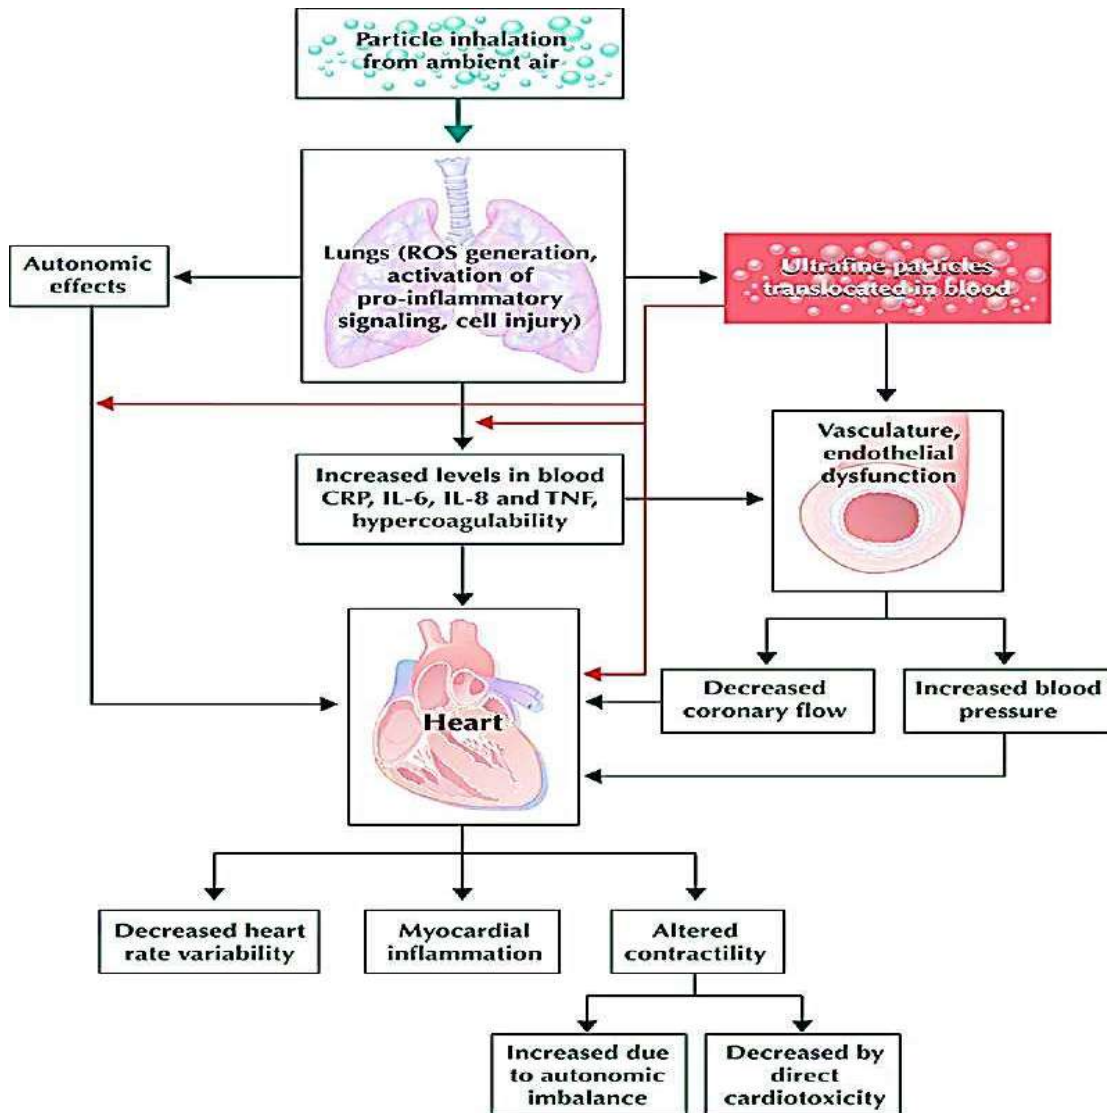 Particle inhalation
from ambient air
Lungs (ROS generation,
activation of
pro-inflammatory
signaling, cell injury)
Autonomic
effects
Ultrafine particles
translocated in blood
Vasculature,
endothelial
dysfunction
Increased levels in blood
CRP, IL-6, IL-8 and TNF,
hypercoagulability
Heart
Decreased
coronary flow
Increased blood
pressure
Decreased heart
rate variability
Myocardial
inflammation
Altered
contractility
Increased due
to autonomic
imbalance
Decreased by
direct
cardiotoxicity